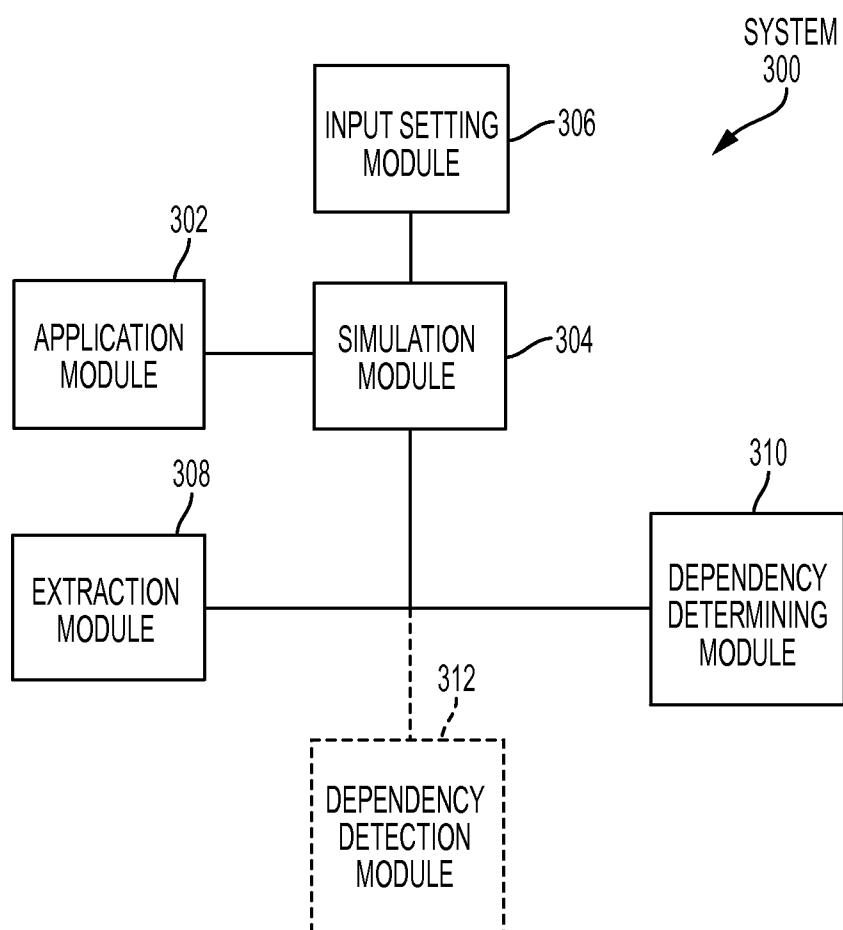 SYSTEM
300
INPUT SETTING
MODULE
306
302
APPLICATION
MODULE
SIMULATION
MODULE
304
308
EXTRACTION
MODULE
310
DEPENDENCY
DETERMINING
MODULE
312
DEPENDENCY
DETECTION
MODULE